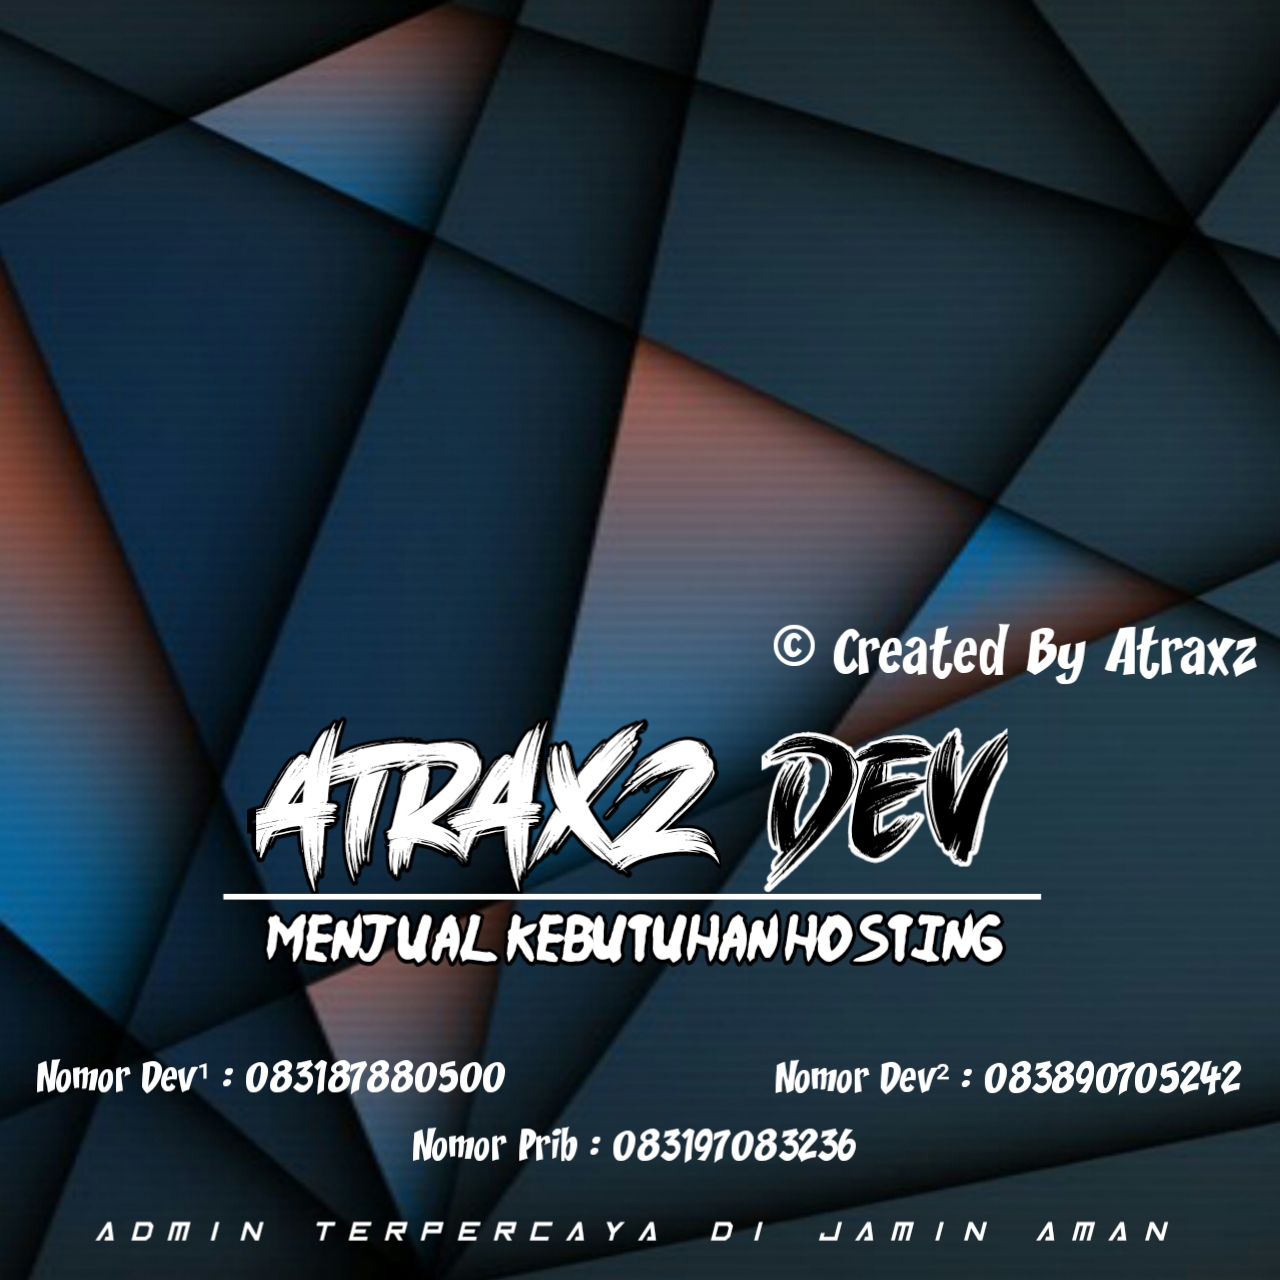 © Created By Atraxz
ATRAXZ DEV
MENJUAL KEBUTUHAN HOSTING
Nomor Dev¹ : 083187880500
Nomor Dev² : 083890705242
Nomor Prib : 083197083236
ADMIN TERPERCAYA DI JAMIN AMAN